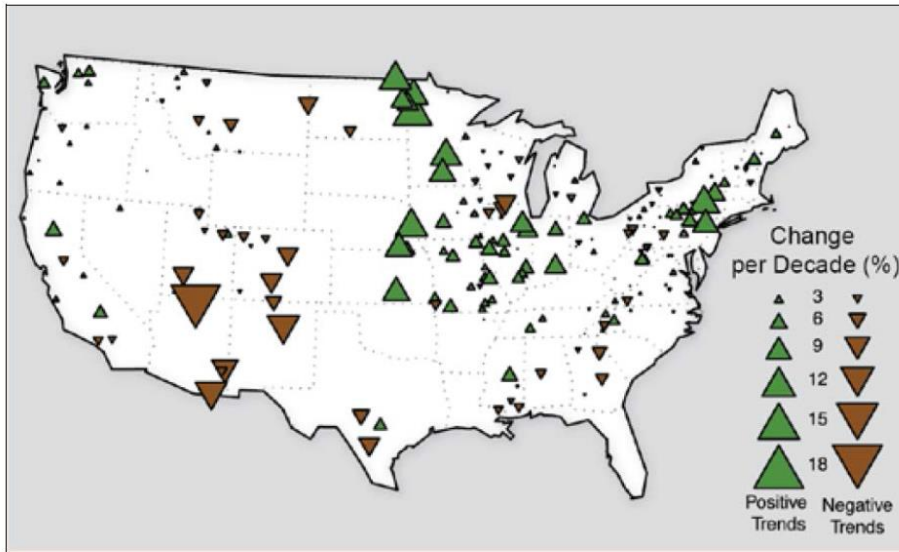 Change
per Decade (%)
3
6
9
12
15
18
Positive Negative
Trends Trends